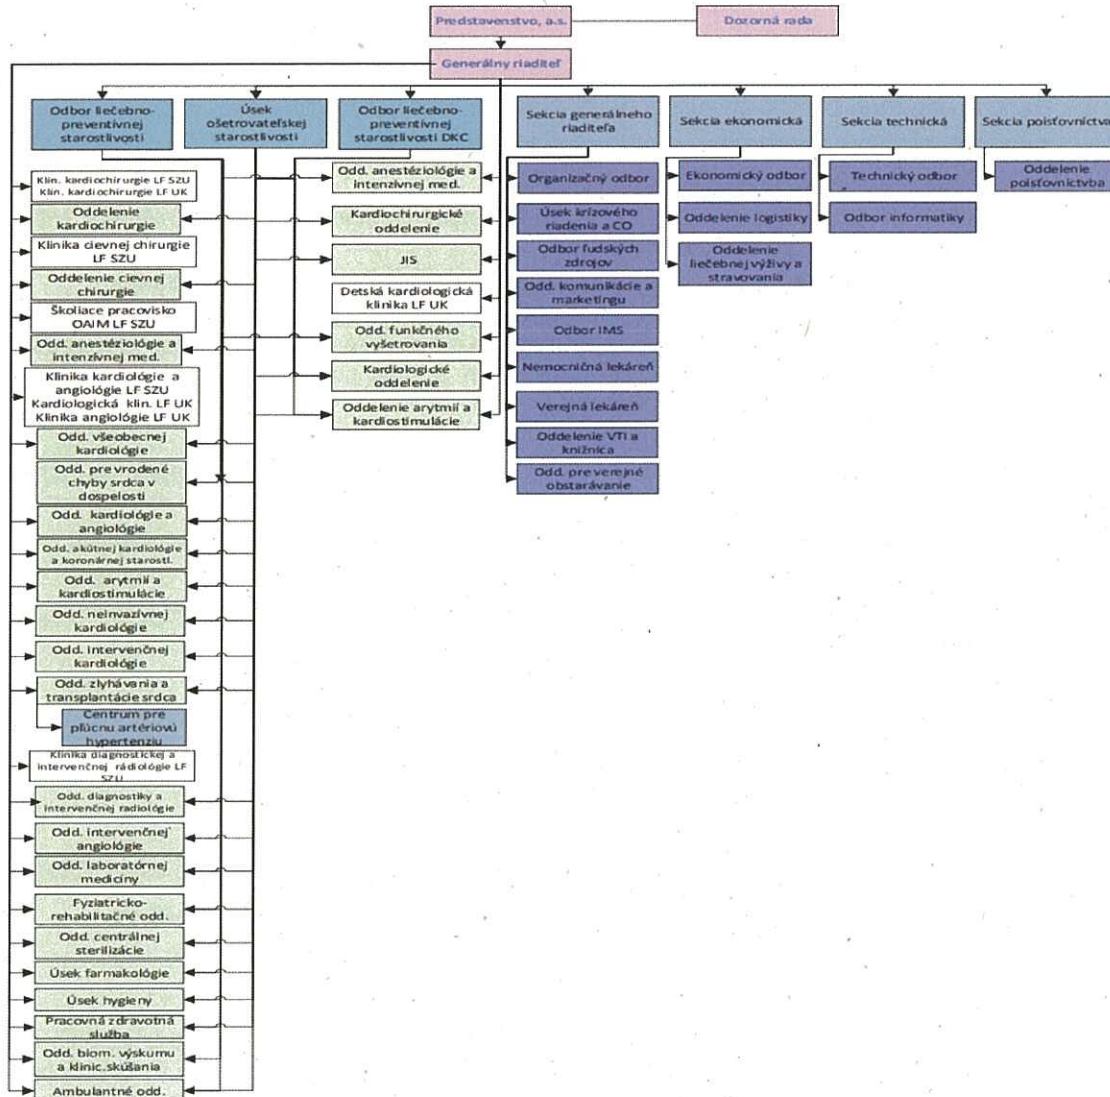 Predstavenstvo, a.s.
Dozorná rada
Generálny riaditeľ
Odbor liečebno-
preventívnej
starostlivosti
Úsek
ošetrovateľskej
starostlivosti
Odbor liečebno-
preventívnej
starostlivosti DKC
Sekcia generálneho
riaditeľa
Sekcia ekonomická
Sekcia technická
Sekcia poisťovníctva
Klin. kardiochirurgie LF SZU
Klin. kardiochirurgie LF UK
Oddelenie
kardiochirurgie
Klinika cievnej chirurgie
LF SZU
Oddelenie cievnej
chirurgie
Školiace pracovisko
OAIM LF SZU
Odd. anestéziológie a
intenzívnej med.
Klinika kardiológie a
angiológie LF SZU
Kardiologická klin. LF UK
Klinika angiológie LF UK
Odd. všeobecnej
kardiológie
Odd. pre vrodené
chyby srdca v
dospelosti
Odd. kardiológie a
angiológie
Odd. akútnej kardiológie
a koronárnej starostl.
Odd. arytmií a
kardiostimulácie
Odd. neinvazívnej
kardiológie
Odd. Intervenčnej
kardiológie
Odd. zlyhávania a
transplantácie srdca
Centrum pre
pľúcnu artériovú
hypertenziu
Klinika diagnostickej a
intervenčnej rádiológie LF
SZU
Odd. diagnostiky a
intervenčnej radiológie
Odd. intervenčnej
angiológie
Odd. laboratórnej
medicíny
Fyziatricko-
rehabilitačné odd.
Odd. centrálnej
sterilizácie
Úsek farmakológie
Úsek hygieny
Pracovná zdravotná
služba
Odd. biom. výskumu
a klinic.skúšania
Ambulantné odd.
Odd. anestéziológie a
intenzívnej med.
Kardiochirurgické
oddelenie
JIS
Detská kardiologická
klinika LF UK
Odd. funkčného
vyšetrovania
Kardiologické
oddelenie
Oddelenie arytmií a
kardiostimulácie
Organizačný odbor
Úsek krízového
riadenia a CO
Odbor ľudských
zdrojov
Odd. komunikácie a
marketingu
Odbor IMS
Nemocničná lekáreň
Verejná lekáreň
Oddelenie VTI a
knižnica
Odd. pre verejné
obstarávanie
Ekonomický odbor
Oddelenie logistiky
Oddelenie
liečebnej výživy a
stravovania
Technický odbor
Odbor informatiky
Oddelenie
poisťovníctvba